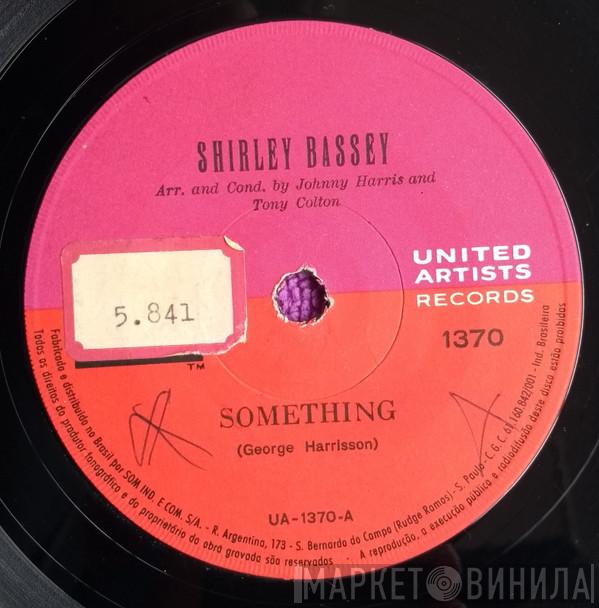 SHIRLEY BASSEY
Arr. and Cond. by Johnny Harris and
Tony Colton
UNITED
ARTISTS
RECORDS
1370
5.841
TM
SOMETHING
(George Harrisson)
UA-1370-A
Fabricado e distribuido no Brasil por SOM IND. E COM. S/A. - R. Argentina, 173 - S. Bernardo do Campo (Rudge Ramos) - S. Paulo - C.G.C. 60.842/001 - Ind. Brasileira
Todos os direitos do produtor fonográfico e do proprietário da obra gravada são reservados - A reprodução, a execução pública e radiodifusão deste disco estão proibidas
МАРКЕТ ВИНИЛА